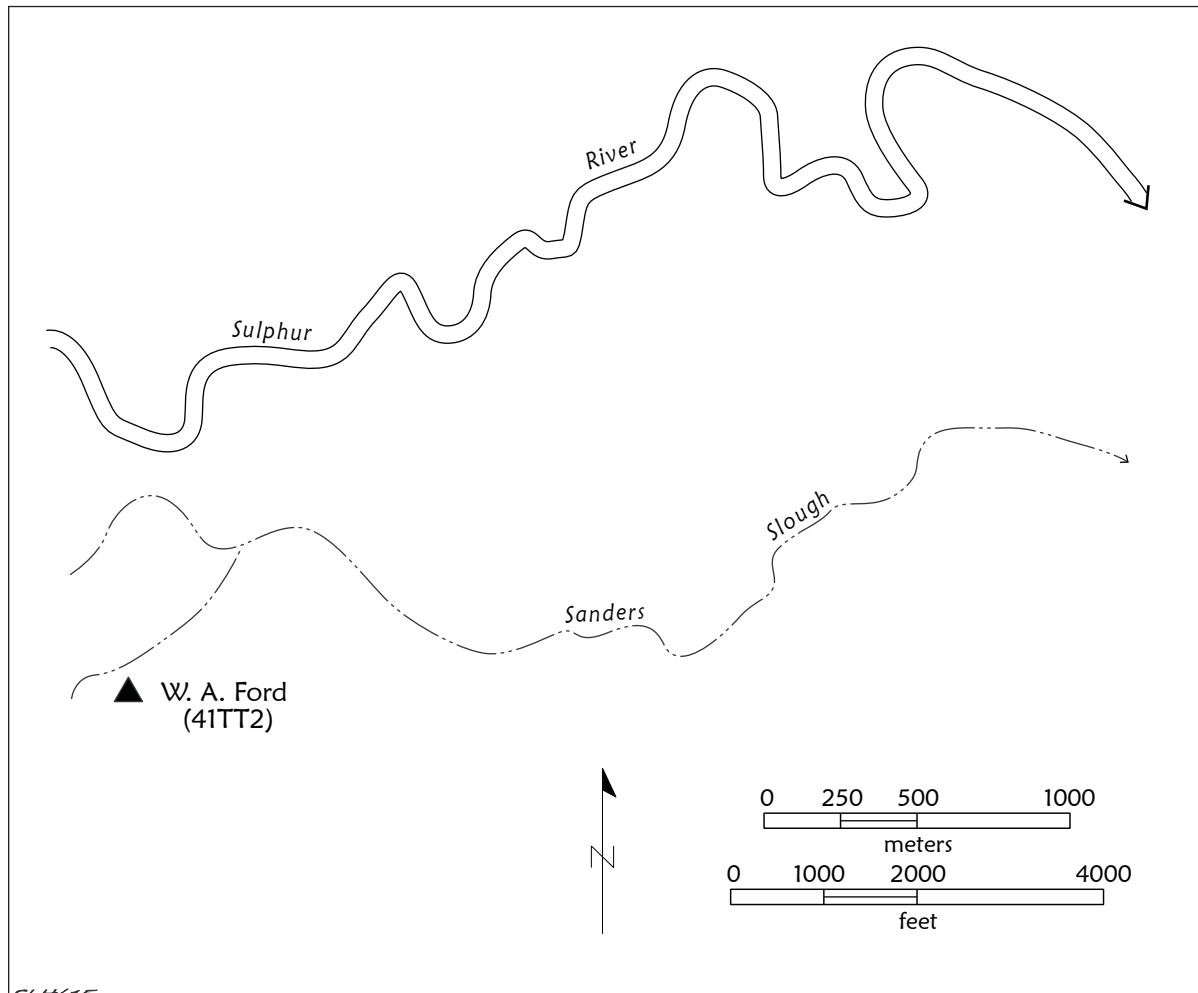 River
Sulphur
Slough
Sanders
W. A. Ford
(41TT2)
N
0 250 500 1000
meters
0 1000 2000 4000
feet